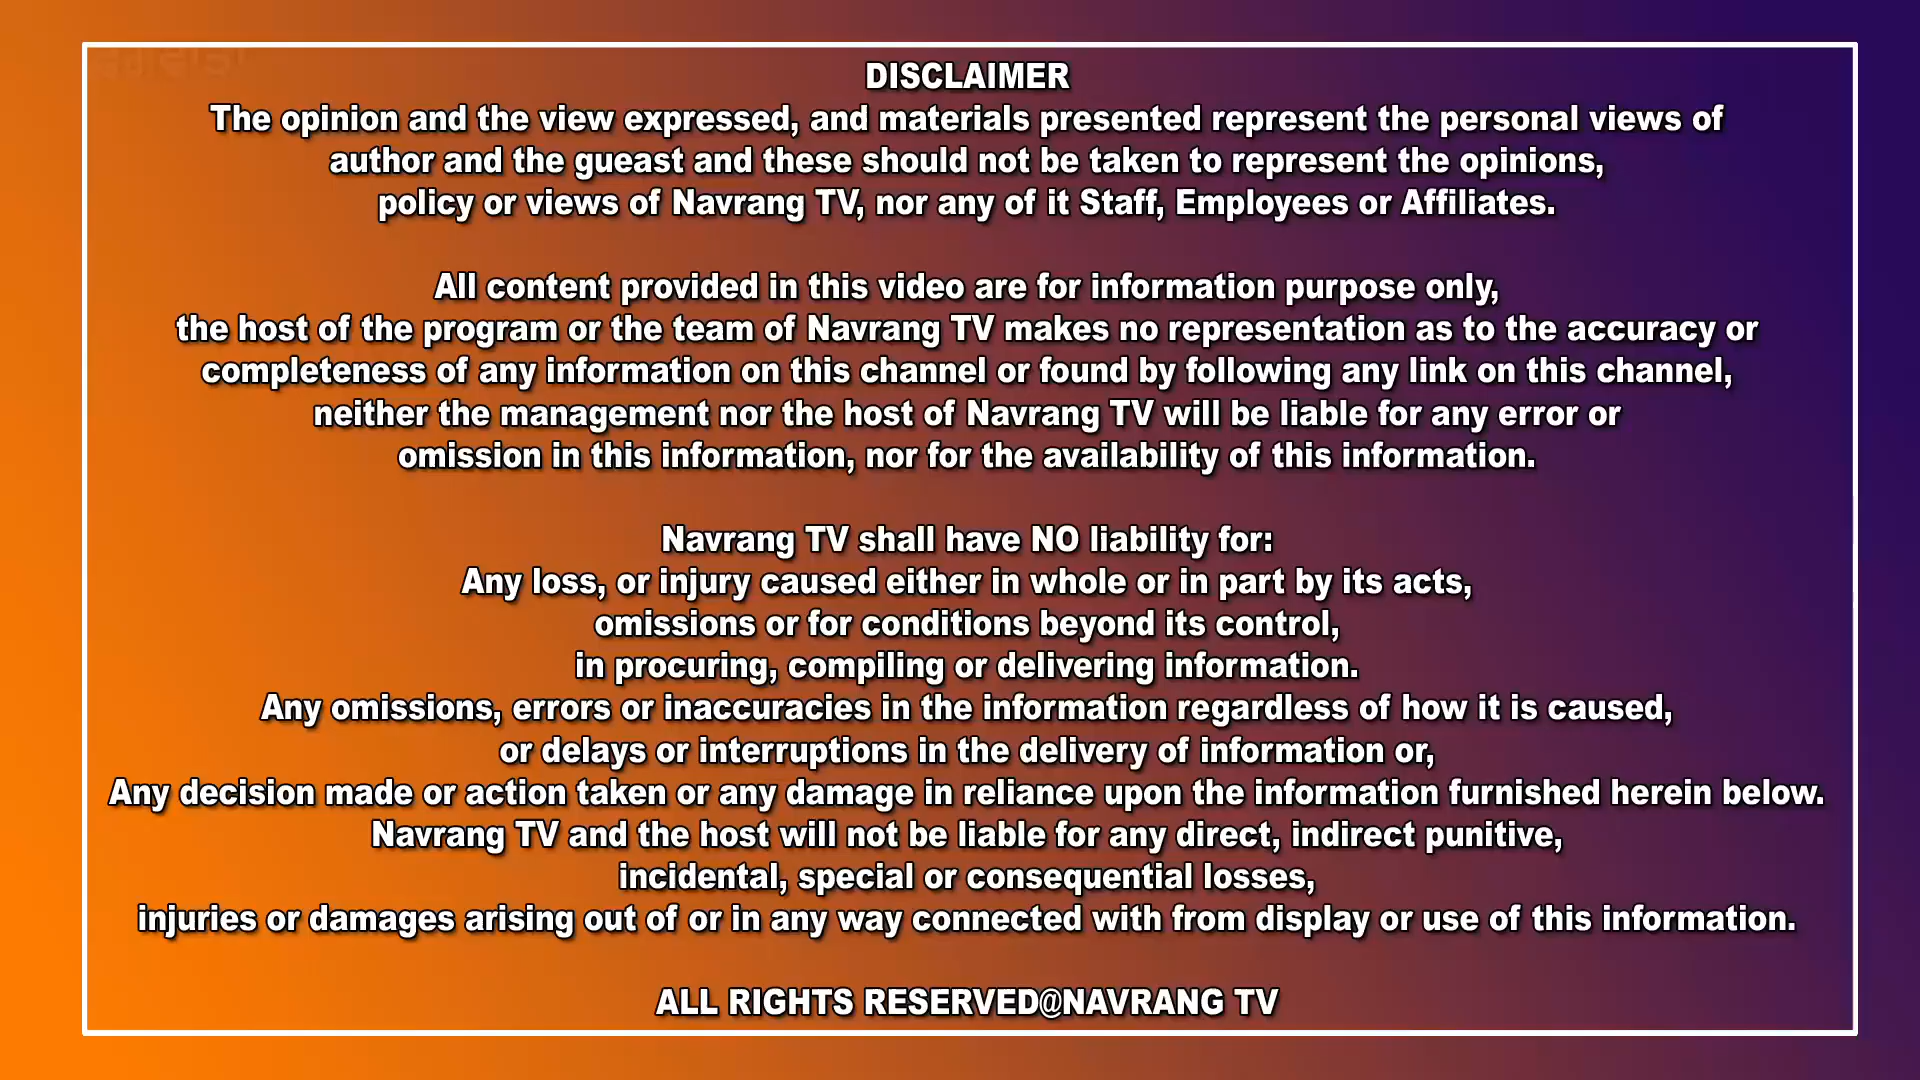 DISCLAIMER
The opinion and the view expressed, and materials presented represent the personal views of
author and the gueast and these should not be taken to represent the opinions,
policy or views of Navrang TV, nor any of it Staff, Employees or Affiliates.
All content provided in this video are for information purpose only,
the host of the program or the team of Navrang TV makes no representation as to the accuracy or
completeness of any information on this channel or found by following any link on this channel,
neither the management nor the host of Navrang TV will be liable for any error or
omission in this information, nor for the availability of this information.
Navrang TV shall have NO liability for:
Any loss, or injury caused either in whole or in part by its acts,
omissions or for conditions beyond its control,
in procuring, compiling or delivering information.
Any omissions, errors or inaccuracies in the information regardless of how it is caused,
or delays or interruptions in the delivery of information or,
Any decision made or action taken or any damage in reliance upon the information furnished herein below.
Navrang TV and the host will not be liable for any direct, indirect punitive,
incidental, special or consequential losses,
injuries or damages arising out of or in any way connected with from display or use of this information.
ALL RIGHTS RESERVED@NAVRANG TV